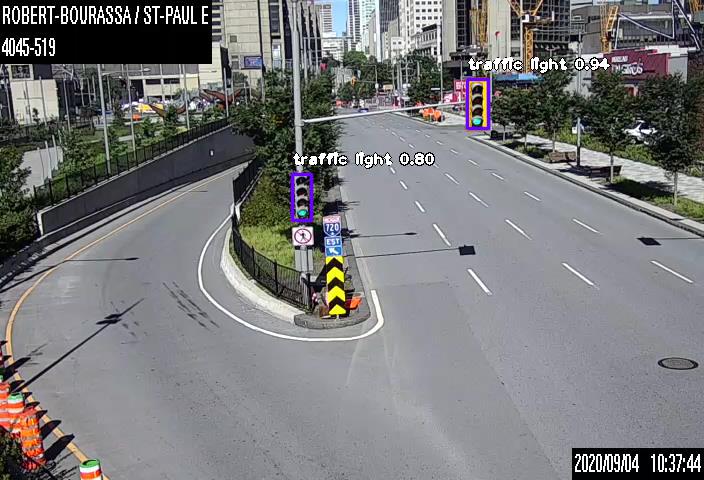 ROBERT-BOURASSA / ST-PAUL E
4045-519
traffic light 0.94
traffic light 0.80
720
EST
2020/09/04 10:37:44